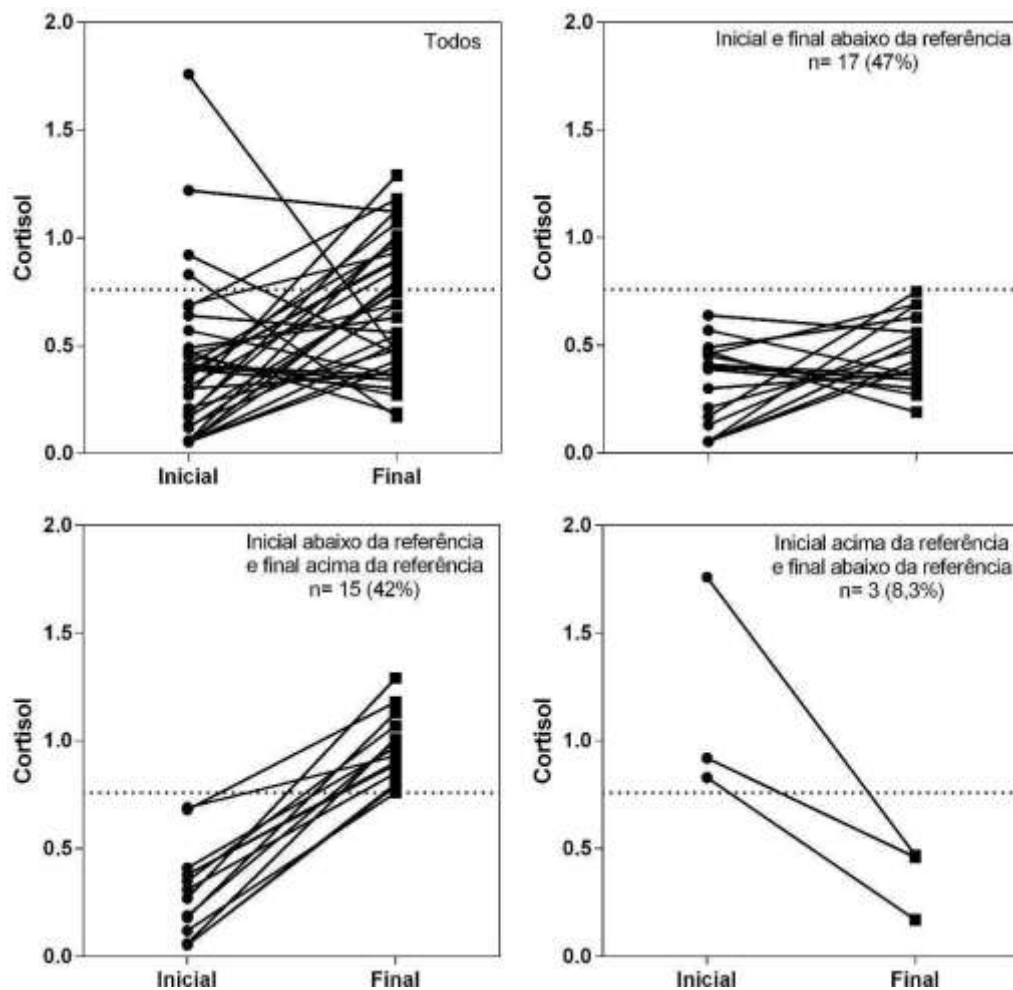 2.0
Todos
1.5
Cortisol
1.0
0.5
0.0
Inicial Final
Inicial e final abaixo da referência
n= 17 (47%)
2.0
1.5
Cortisol
1.0
0.5
0.0
2.0
Inicial abaixo da referência
e final acima da referência
n= 15 (42%)
1.5
Cortisol
1.0
0.5
0.0
Inicial Final
2.0
Inicial acima da referência
e final abaixo da referência
n= 3 (8,3%)
1.5
Cortisol
1.0
0.5
0.0
Inicial Final